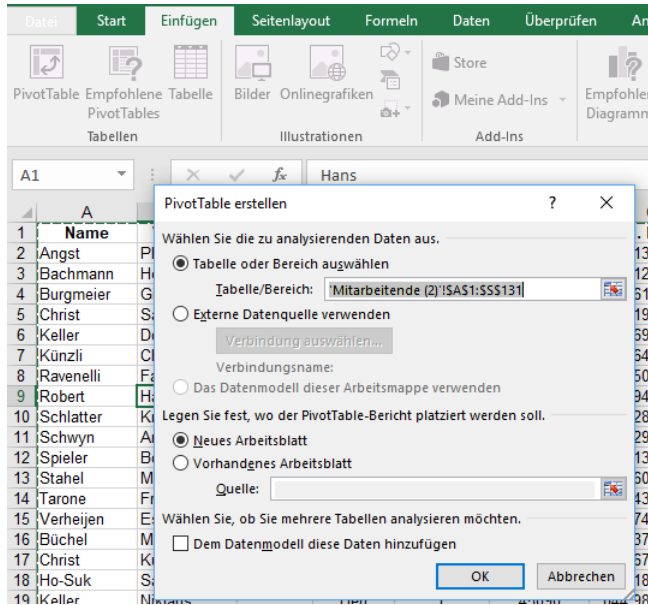 Datei Start Einfügen Seitenlayout Formeln Daten Überprüfen An
PivotTable Empfohlene PivotTables Tabelle
Bilder Onlinegrafiken
Store
Meine Add-Ins
Empfohlen
Diagramm
Tabellen Illustrationen Add-Ins
A1 fx Hans
PivotTable erstellen ? ×
Wählen Sie die zu analysierenden Daten aus.
Tabelle oder Bereich auswählen
Tabelle/Bereich: 'Mitarbeitende (2)'!$A$1:$S$131
Externe Datenquelle verwenden
Verbindung auswählen...
Verbindungsname:
Das Datenmodell dieser Arbeitsmappe verwenden
Legen Sie fest, wo der PivotTable-Bericht platziert werden soll.
Neues Arbeitsblatt
Vorhandenes Arbeitsblatt
Quelle:
Wählen Sie, ob Sie mehrere Tabellen analysieren möchten.
Dem Datenmodell diese Daten hinzufügen
OK Abbrechen
A
1 Name
2 Angst
3 Bachmann
4 Burgmeier
5 Christ
6 Keller
7 Künzli
8 Ravenelli
9 Robert
10 Schlatter
11 Schwyn
12 Spieler
13 Stahel
14 Tarone
15 Verheijen
16 Büchel
17 Christ
18 Ho-Suk
19 Keller